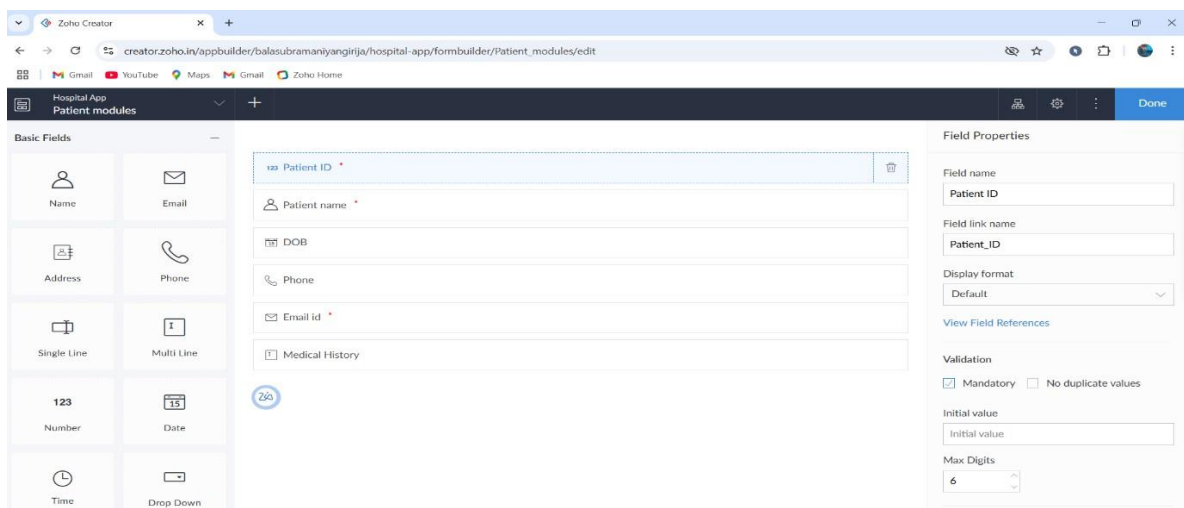 Zoho Creator
creator.zoho.in/appbuilder/balasubramaniyangirija/hospital-app/formbuilder/Patient_modules/edit
Gmail YouTube Maps Gmail Zoho Home
Hospital App
Patient modules
Done
Basic Fields
Name Email
Address Phone
Single Line Multi Line
123 15
Number Date
Time Drop Down
123 Patient ID *
Patient name *
DOB
Phone
Email id *
Medical History
Field Properties
Field name
Patient ID
Field link name
Patient_ID
Display format
Default
View Field References
Validation
Mandatory No duplicate values
Initial value
Initial value
Max Digits
6